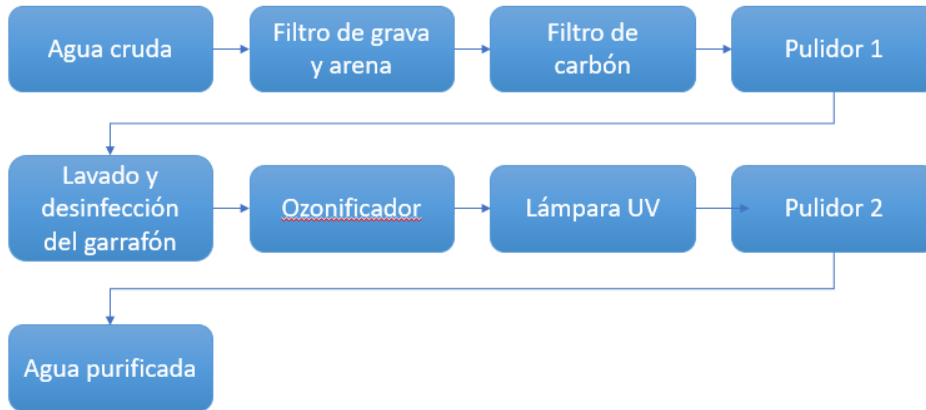 Agua cruda
Filtro de grava
y arena
Filtro de
carbón
Pulidor 1
Lavado y
desinfección
del garrafón
Ozonificador
Lámpara UV
Pulidor 2
Agua purificada